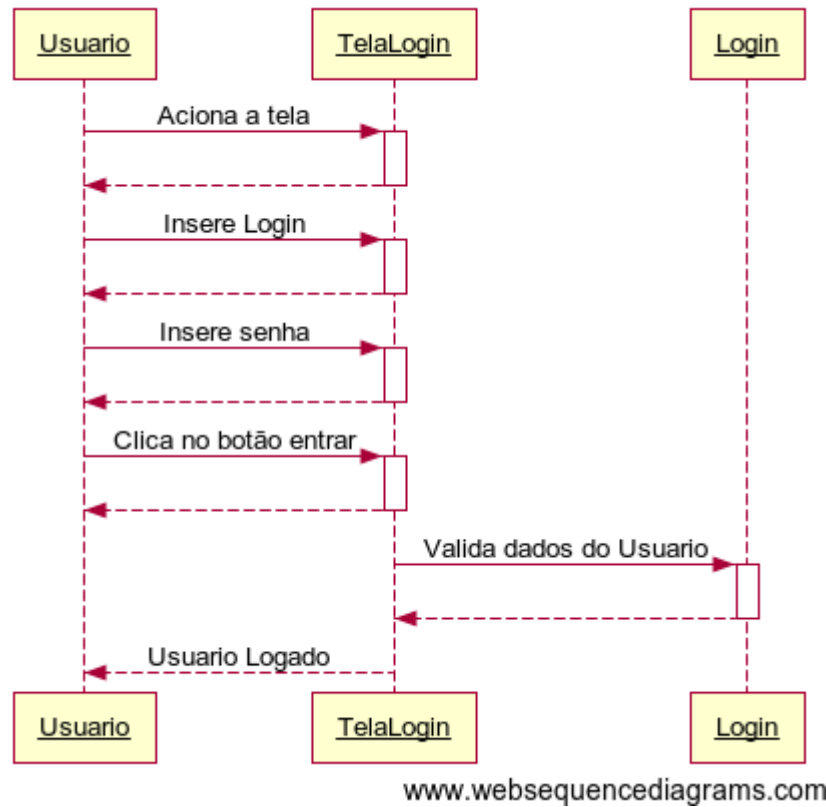 Usuario
TelaLogin
Login
Aciona a tela
Insere Login
Insere senha
Clica no botão entrar
Valida dados do Usuario
Usuario Logado
Usuario
TelaLogin
Login
www.websequencediagrams.com